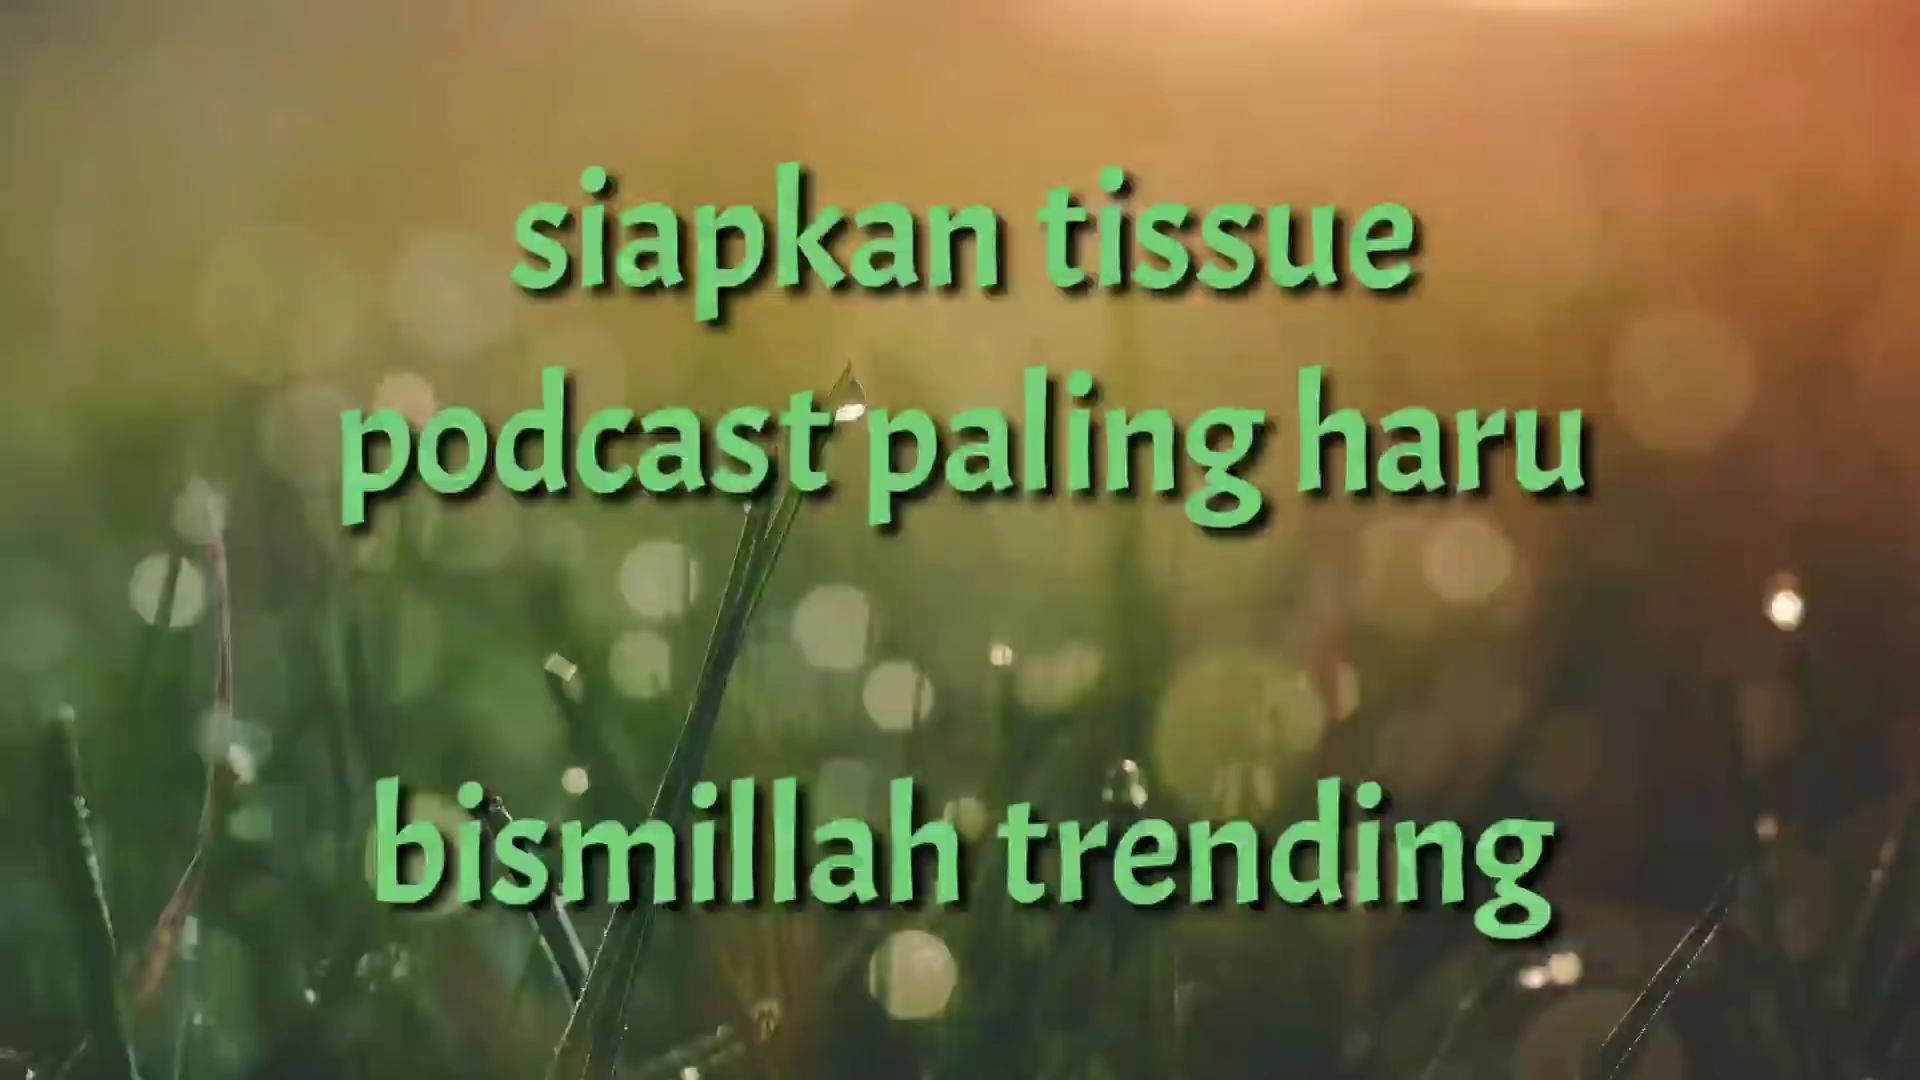 siapkan tissue
podcast paling haru
bismillah trending